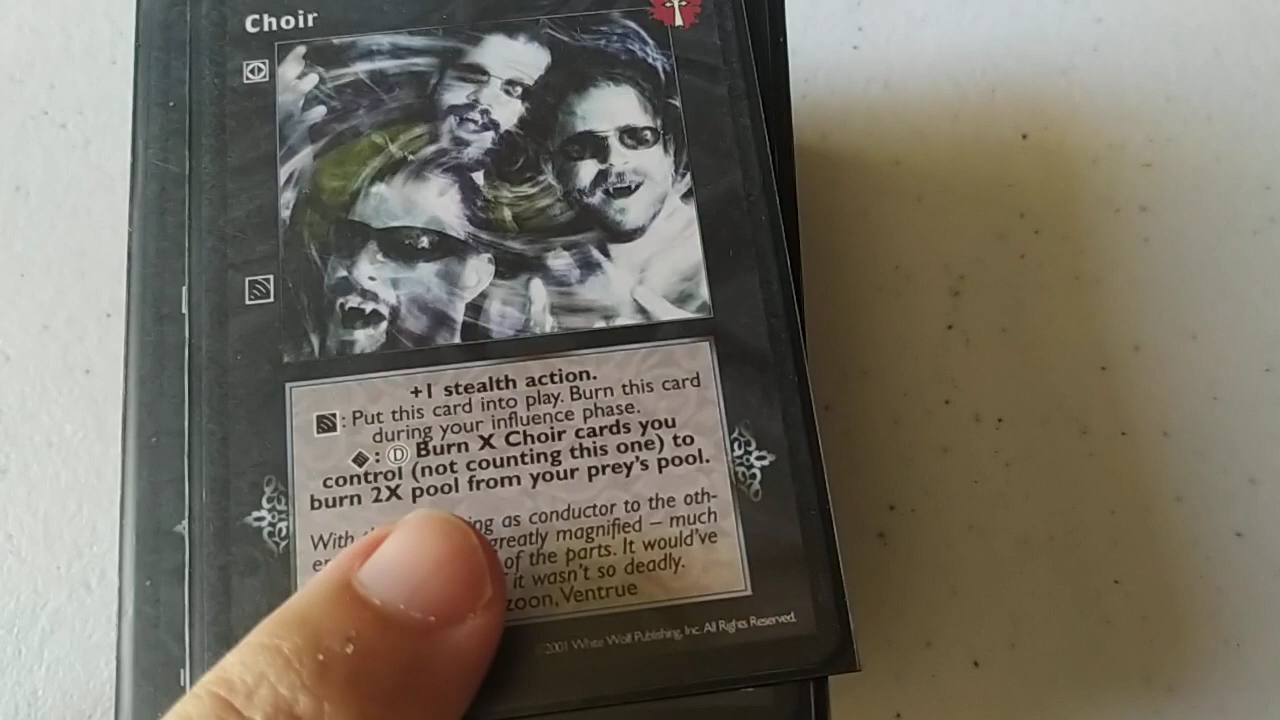 Choir
+1 stealth action.
: Put this card into play. Burn this card
during your influence phase.
: D Burn X Choir cards you
control (not counting this one) to
burn 2X pool from your prey's pool.
With ing as conductor to the oth-
er greatly magnified – much
of the parts. It would've
it wasn't so deadly.
zoon, Ventrue
©2001 White Wolf Publishing, Inc. All Rights Reserved.